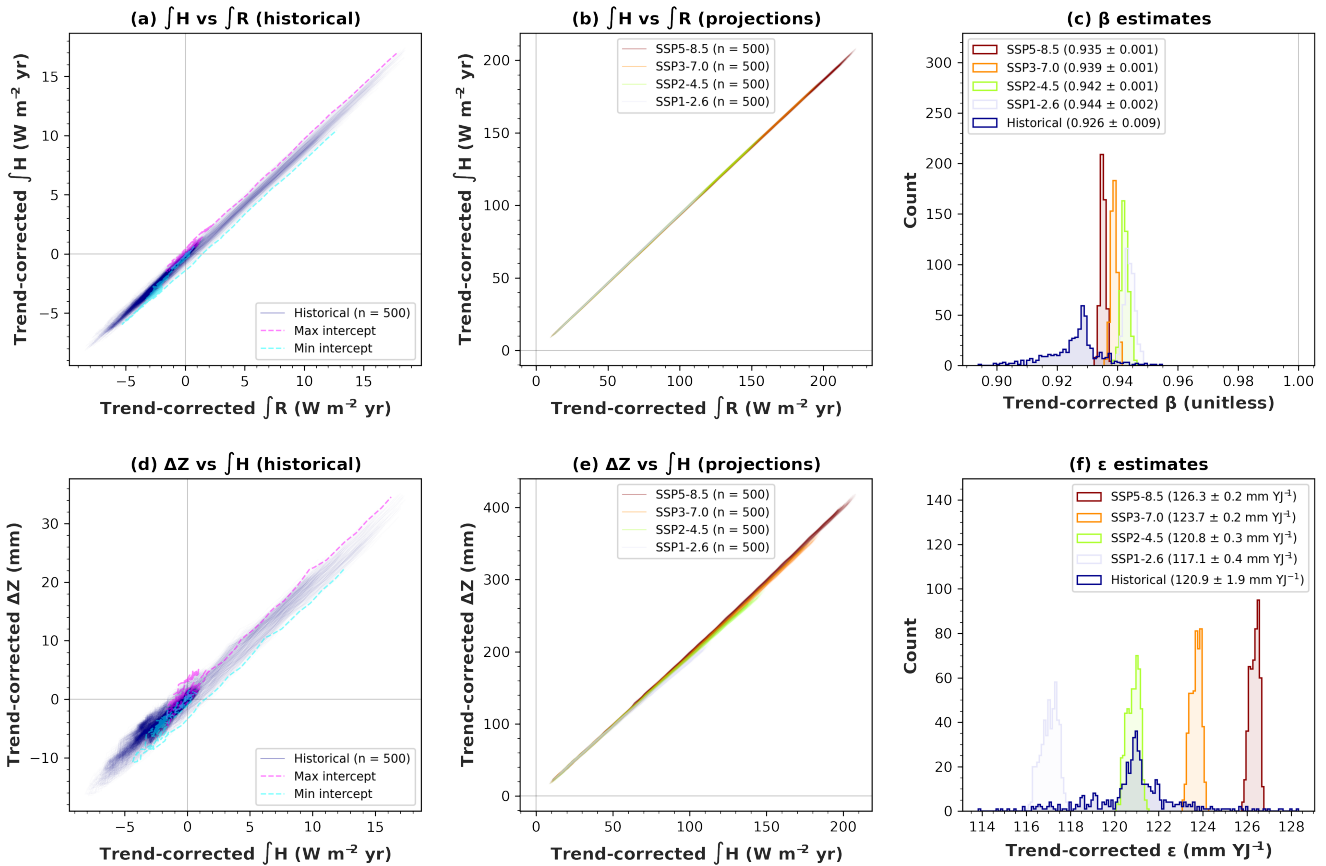 (a) ∫H vs ∫R (historical)
Trend-corrected ∫H (W m⁻² yr)
15
10
5
0
−5
−5
0
5
10
15
Trend-corrected ∫R (W m⁻² yr)
Historical (n = 500)
Max intercept
Min intercept
(b) ∫H vs ∫R (projections)
Trend-corrected ∫H (W m⁻² yr)
200
150
100
50
0
0
50
100
150
200
Trend-corrected ∫R (W m⁻² yr)
SSP5-8.5 (n = 500)
SSP3-7.0 (n = 500)
SSP2-4.5 (n = 500)
SSP1-2.6 (n = 500)
(c) β estimates
Count
300
250
200
150
100
50
0
0.90
0.92
0.94
0.96
0.98
1.00
Trend-corrected β (unitless)
SSP5-8.5 (0.935 ± 0.001)
SSP3-7.0 (0.939 ± 0.001)
SSP2-4.5 (0.942 ± 0.001)
SSP1-2.6 (0.944 ± 0.002)
Historical (0.926 ± 0.009)
(d) ΔZ vs ∫H (historical)
Trend-corrected ΔZ (mm)
30
20
10
0
−10
−5
0
5
10
15
Trend-corrected ∫H (W m⁻² yr)
Historical (n = 500)
Max intercept
Min intercept
(e) ΔZ vs ∫H (projections)
Trend-corrected ΔZ (mm)
400
300
200
100
0
0
50
100
150
200
Trend-corrected ∫H (W m⁻² yr)
SSP5-8.5 (n = 500)
SSP3-7.0 (n = 500)
SSP2-4.5 (n = 500)
SSP1-2.6 (n = 500)
(f) ε estimates
Count
140
120
100
80
60
40
20
0
114
116
118
120
122
124
126
128
Trend-corrected ε (mm YJ⁻¹)
SSP5-8.5 (126.3 ± 0.2 mm YJ⁻¹)
SSP3-7.0 (123.7 ± 0.2 mm YJ⁻¹)
SSP2-4.5 (120.8 ± 0.3 mm YJ⁻¹)
SSP1-2.6 (117.1 ± 0.4 mm YJ⁻¹)
Historical (120.9 ± 1.9 mm YJ⁻¹)